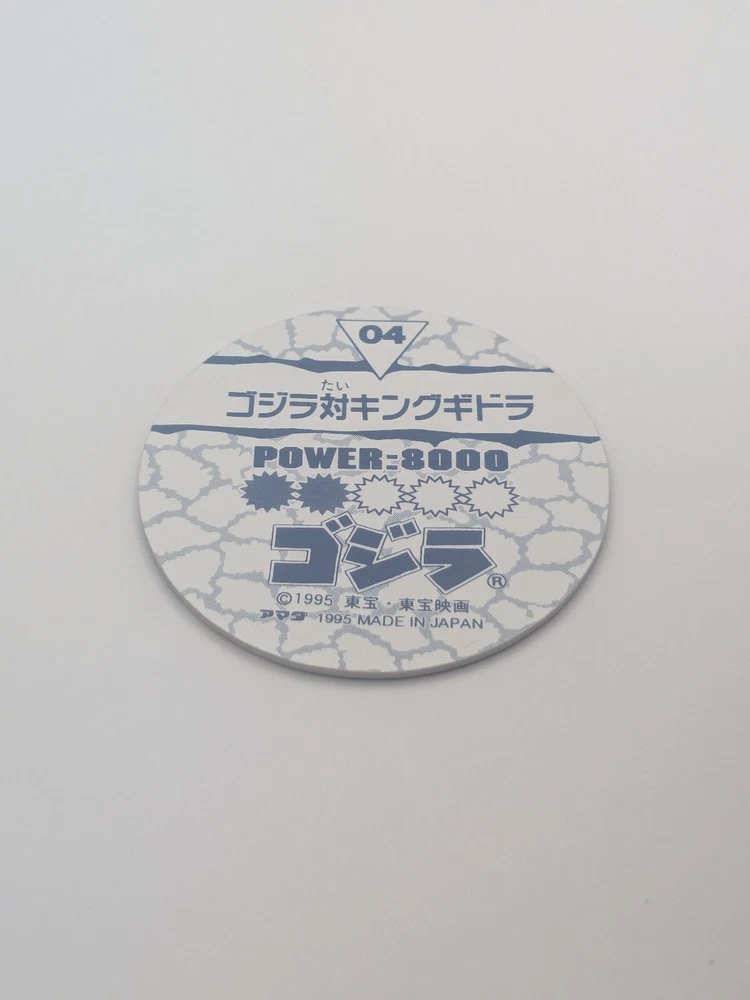 04
たい
ゴジラ対キングギドラ
POWER:8000
ゴジラ®
©1995 東宝・東宝映画
アマダ 1995 MADE IN JAPAN